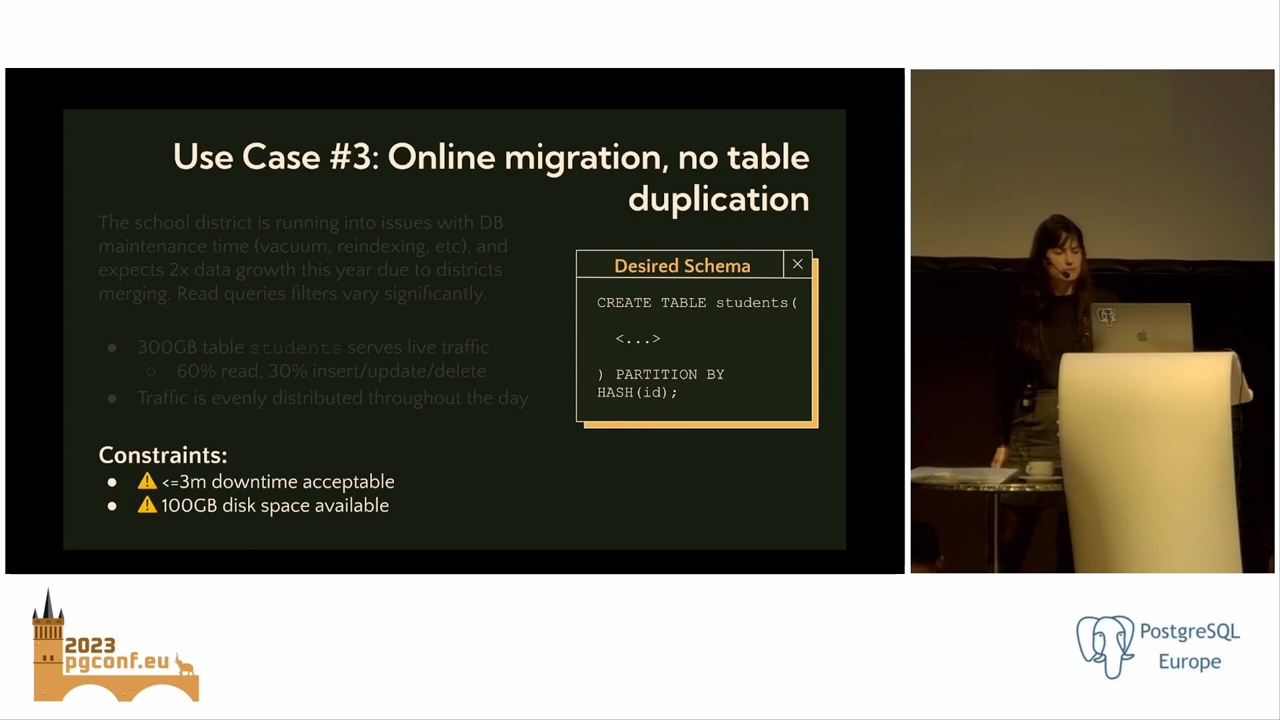 Use Case #3: Online migration, no table
duplication
The school district is running into issues with DB
maintenance time (vacuum, reindexing, etc), and
expects 2x data growth this year due to districts
merging. Read queries filters vary significantly.
● 300GB table students serves live traffic
○ 60% read, 30% insert/update/delete
● Traffic is evenly distributed throughout the day
Constraints:
● ⚠ <=3m downtime acceptable
● ⚠ 100GB disk space available
Desired Schema
CREATE TABLE students(
<...>
) PARTITION BY
HASH(id);
2023
pgconf.eu
PostgreSQL
Europe